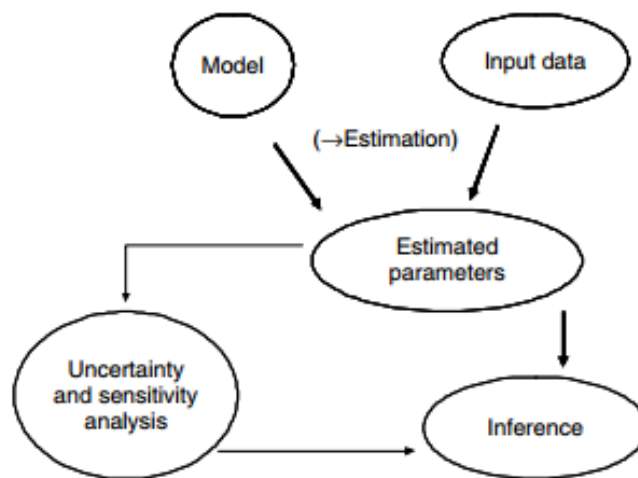 Model
Input data
(→Estimation)
Estimated
parameters
Uncertainty
and sensitivity
analysis
Inference